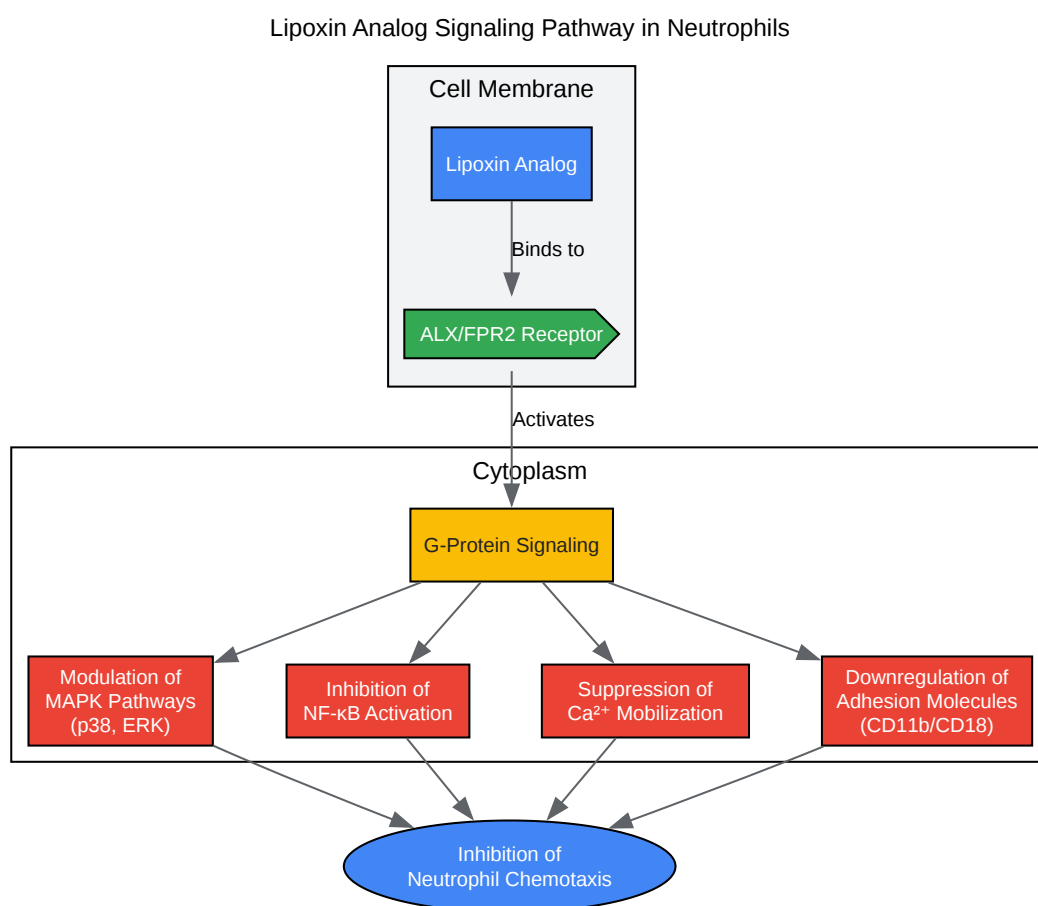 Lipoxin Analog Signaling Pathway in Neutrophils
Cell Membrane
Lipoxin Analog
Binds to
ALX/FPR2 Receptor
Activates
Cytoplasm
G-Protein Signaling
Modulation of
MAPK Pathways
(p38, ERK)
Inhibition of
NF-κB Activation
Suppression of
Ca²⁺ Mobilization
Downregulation of
Adhesion Molecules
(CD11b/CD18)
Inhibition of
Neutrophil Chemotaxis